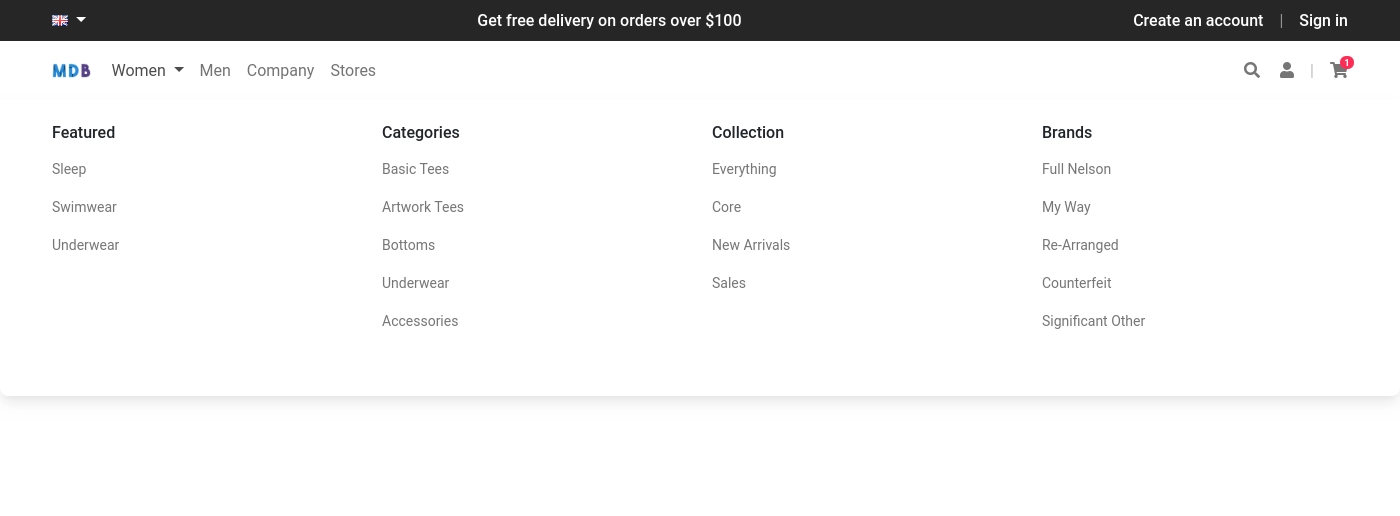 Get free delivery on orders over $100
Create an account | Sign in
MDB Women Men Company Stores | 1
Featured
Sleep
Swimwear
Underwear
Categories
Basic Tees
Artwork Tees
Bottoms
Underwear
Accessories
Collection
Everything
Core
New Arrivals
Sales
Brands
Full Nelson
My Way
Re-Arranged
Counterfeit
Significant Other